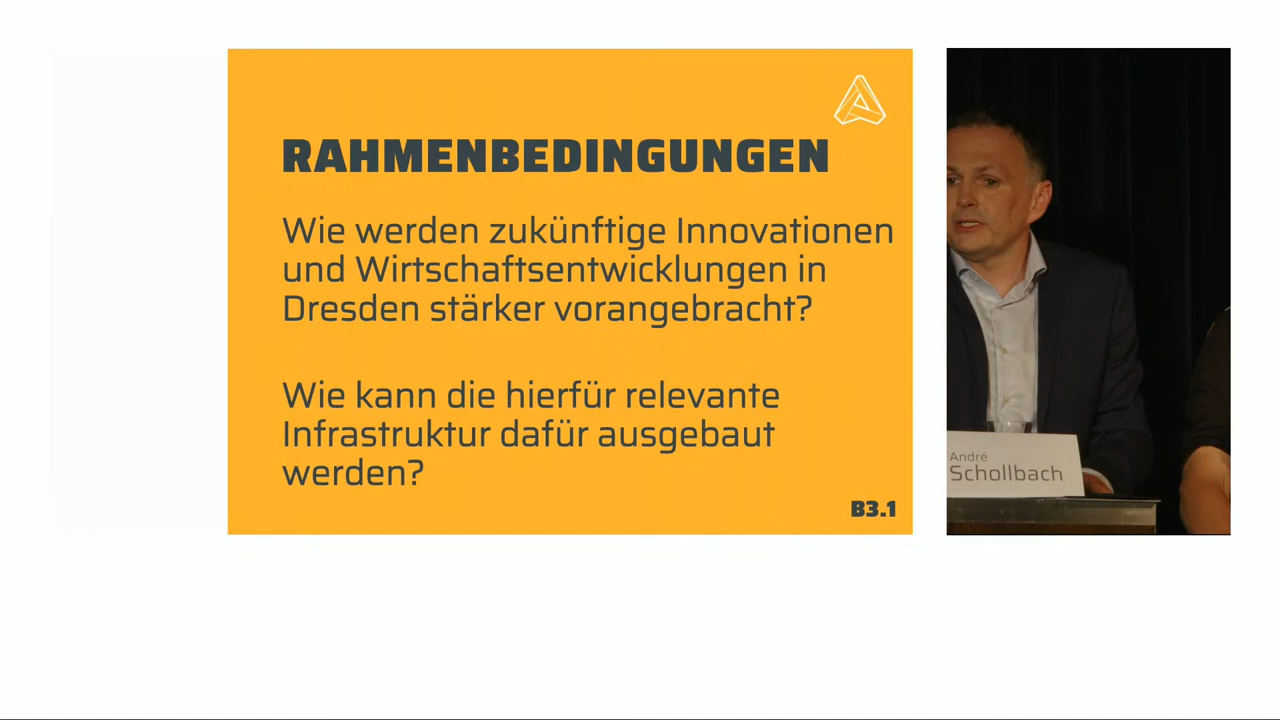 RAHMENBEDINGUNGEN
Wie werden zukünftige Innovationen
und Wirtschaftsentwicklungen in
Dresden stärker vorangebracht?
Wie kann die hierfür relevante
Infrastruktur dafür ausgebaut
werden?
B3.1
André
Schollbach